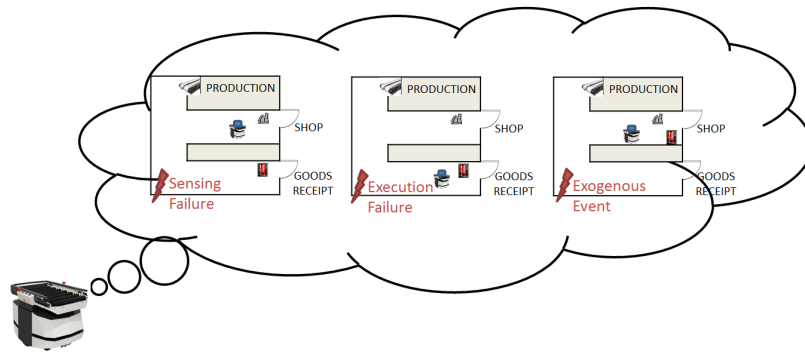 PRODUCTION
SHOP
GOODS
RECEIPT
Sensing
Failure
PRODUCTION
SHOP
GOODS
RECEIPT
Execution
Failure
PRODUCTION
SHOP
GOODS
RECEIPT
Exogenous
Event